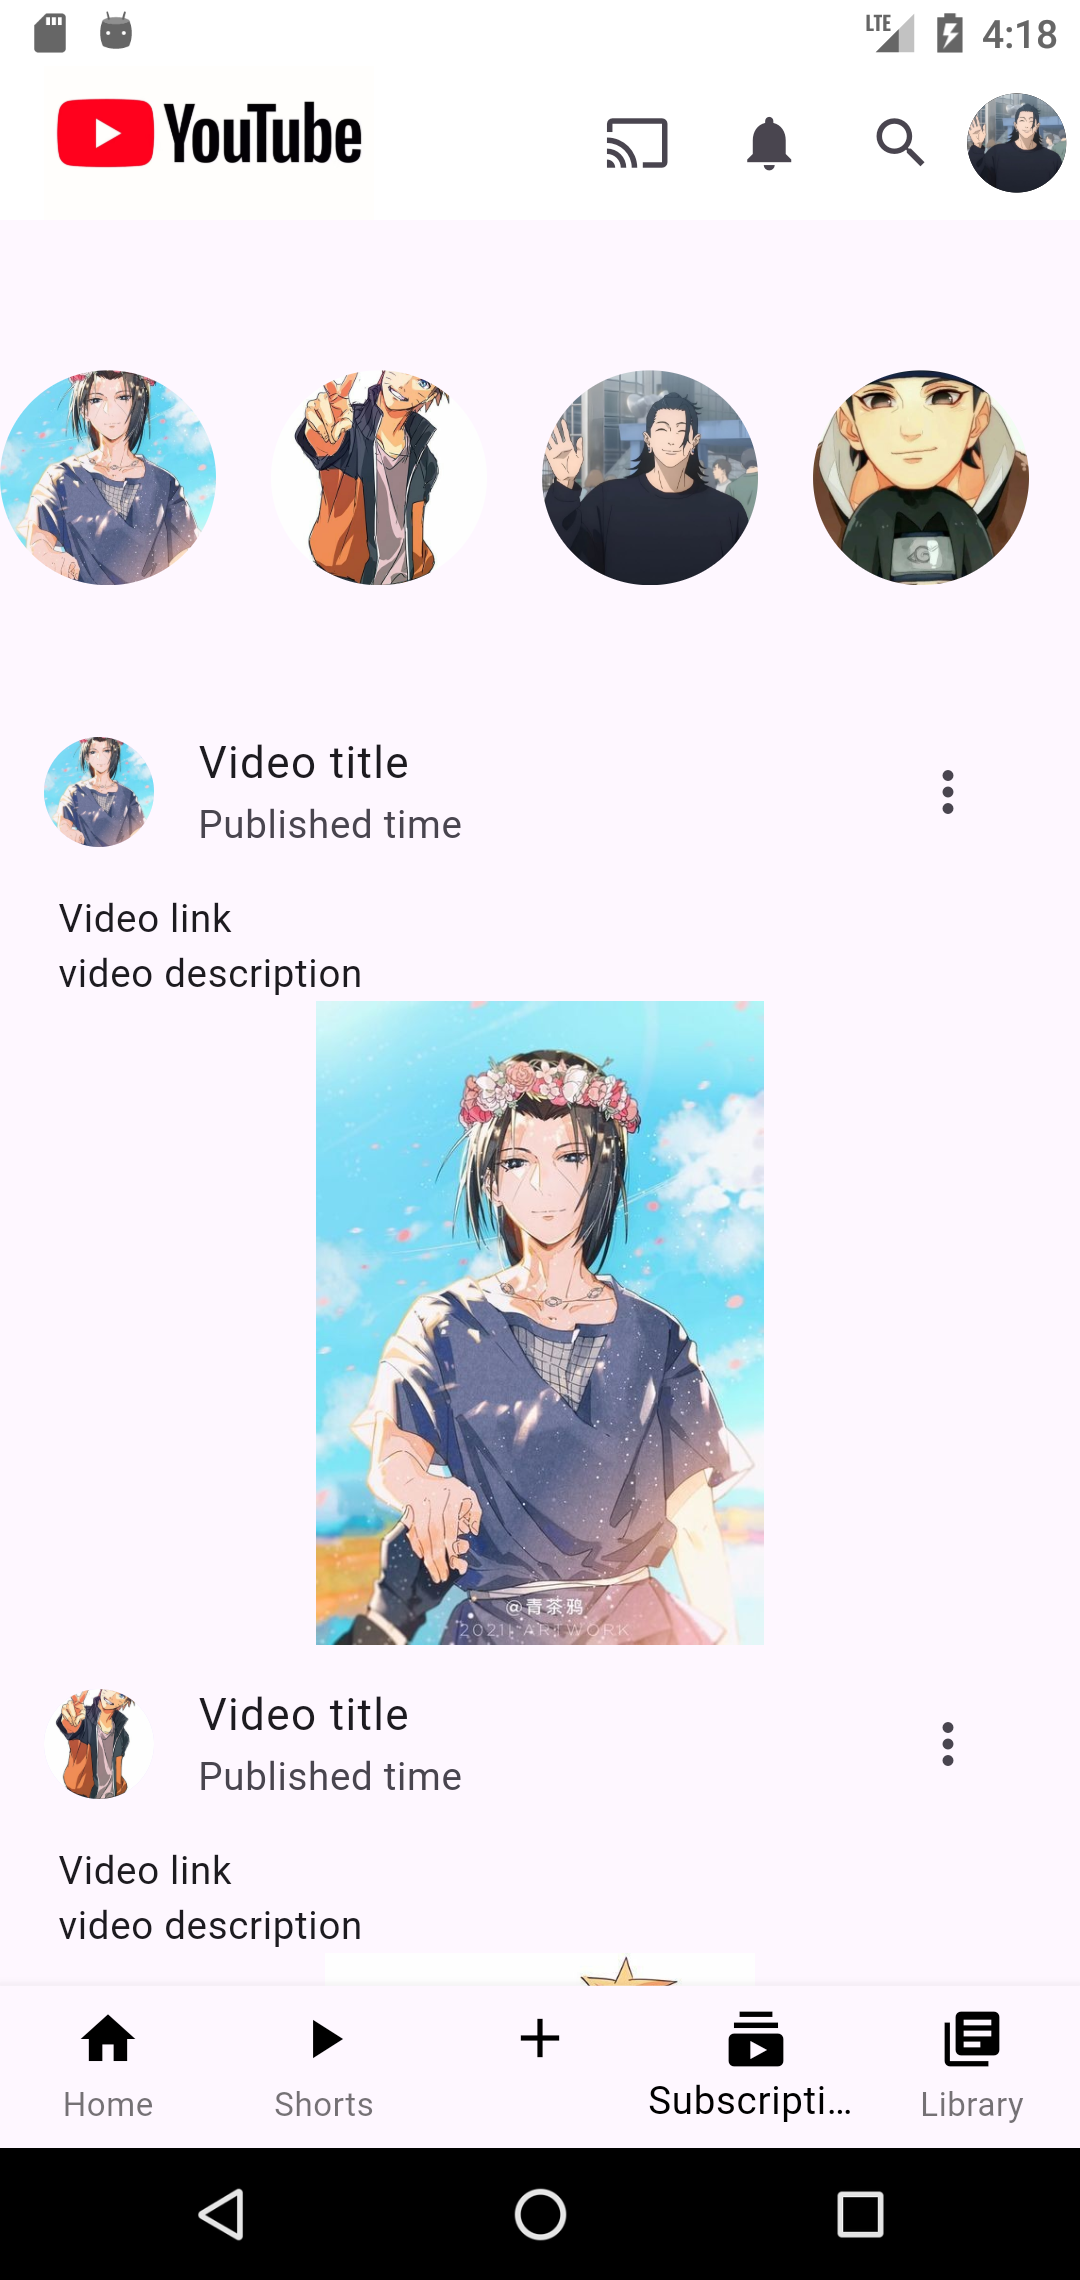 LTE 4:18
YouTube
Video title
Published time
Video link
video description
@青茶鸦
2021| ARTWORK
Video title
Published time
Video link
video description
Home Shorts Subscripti... Library